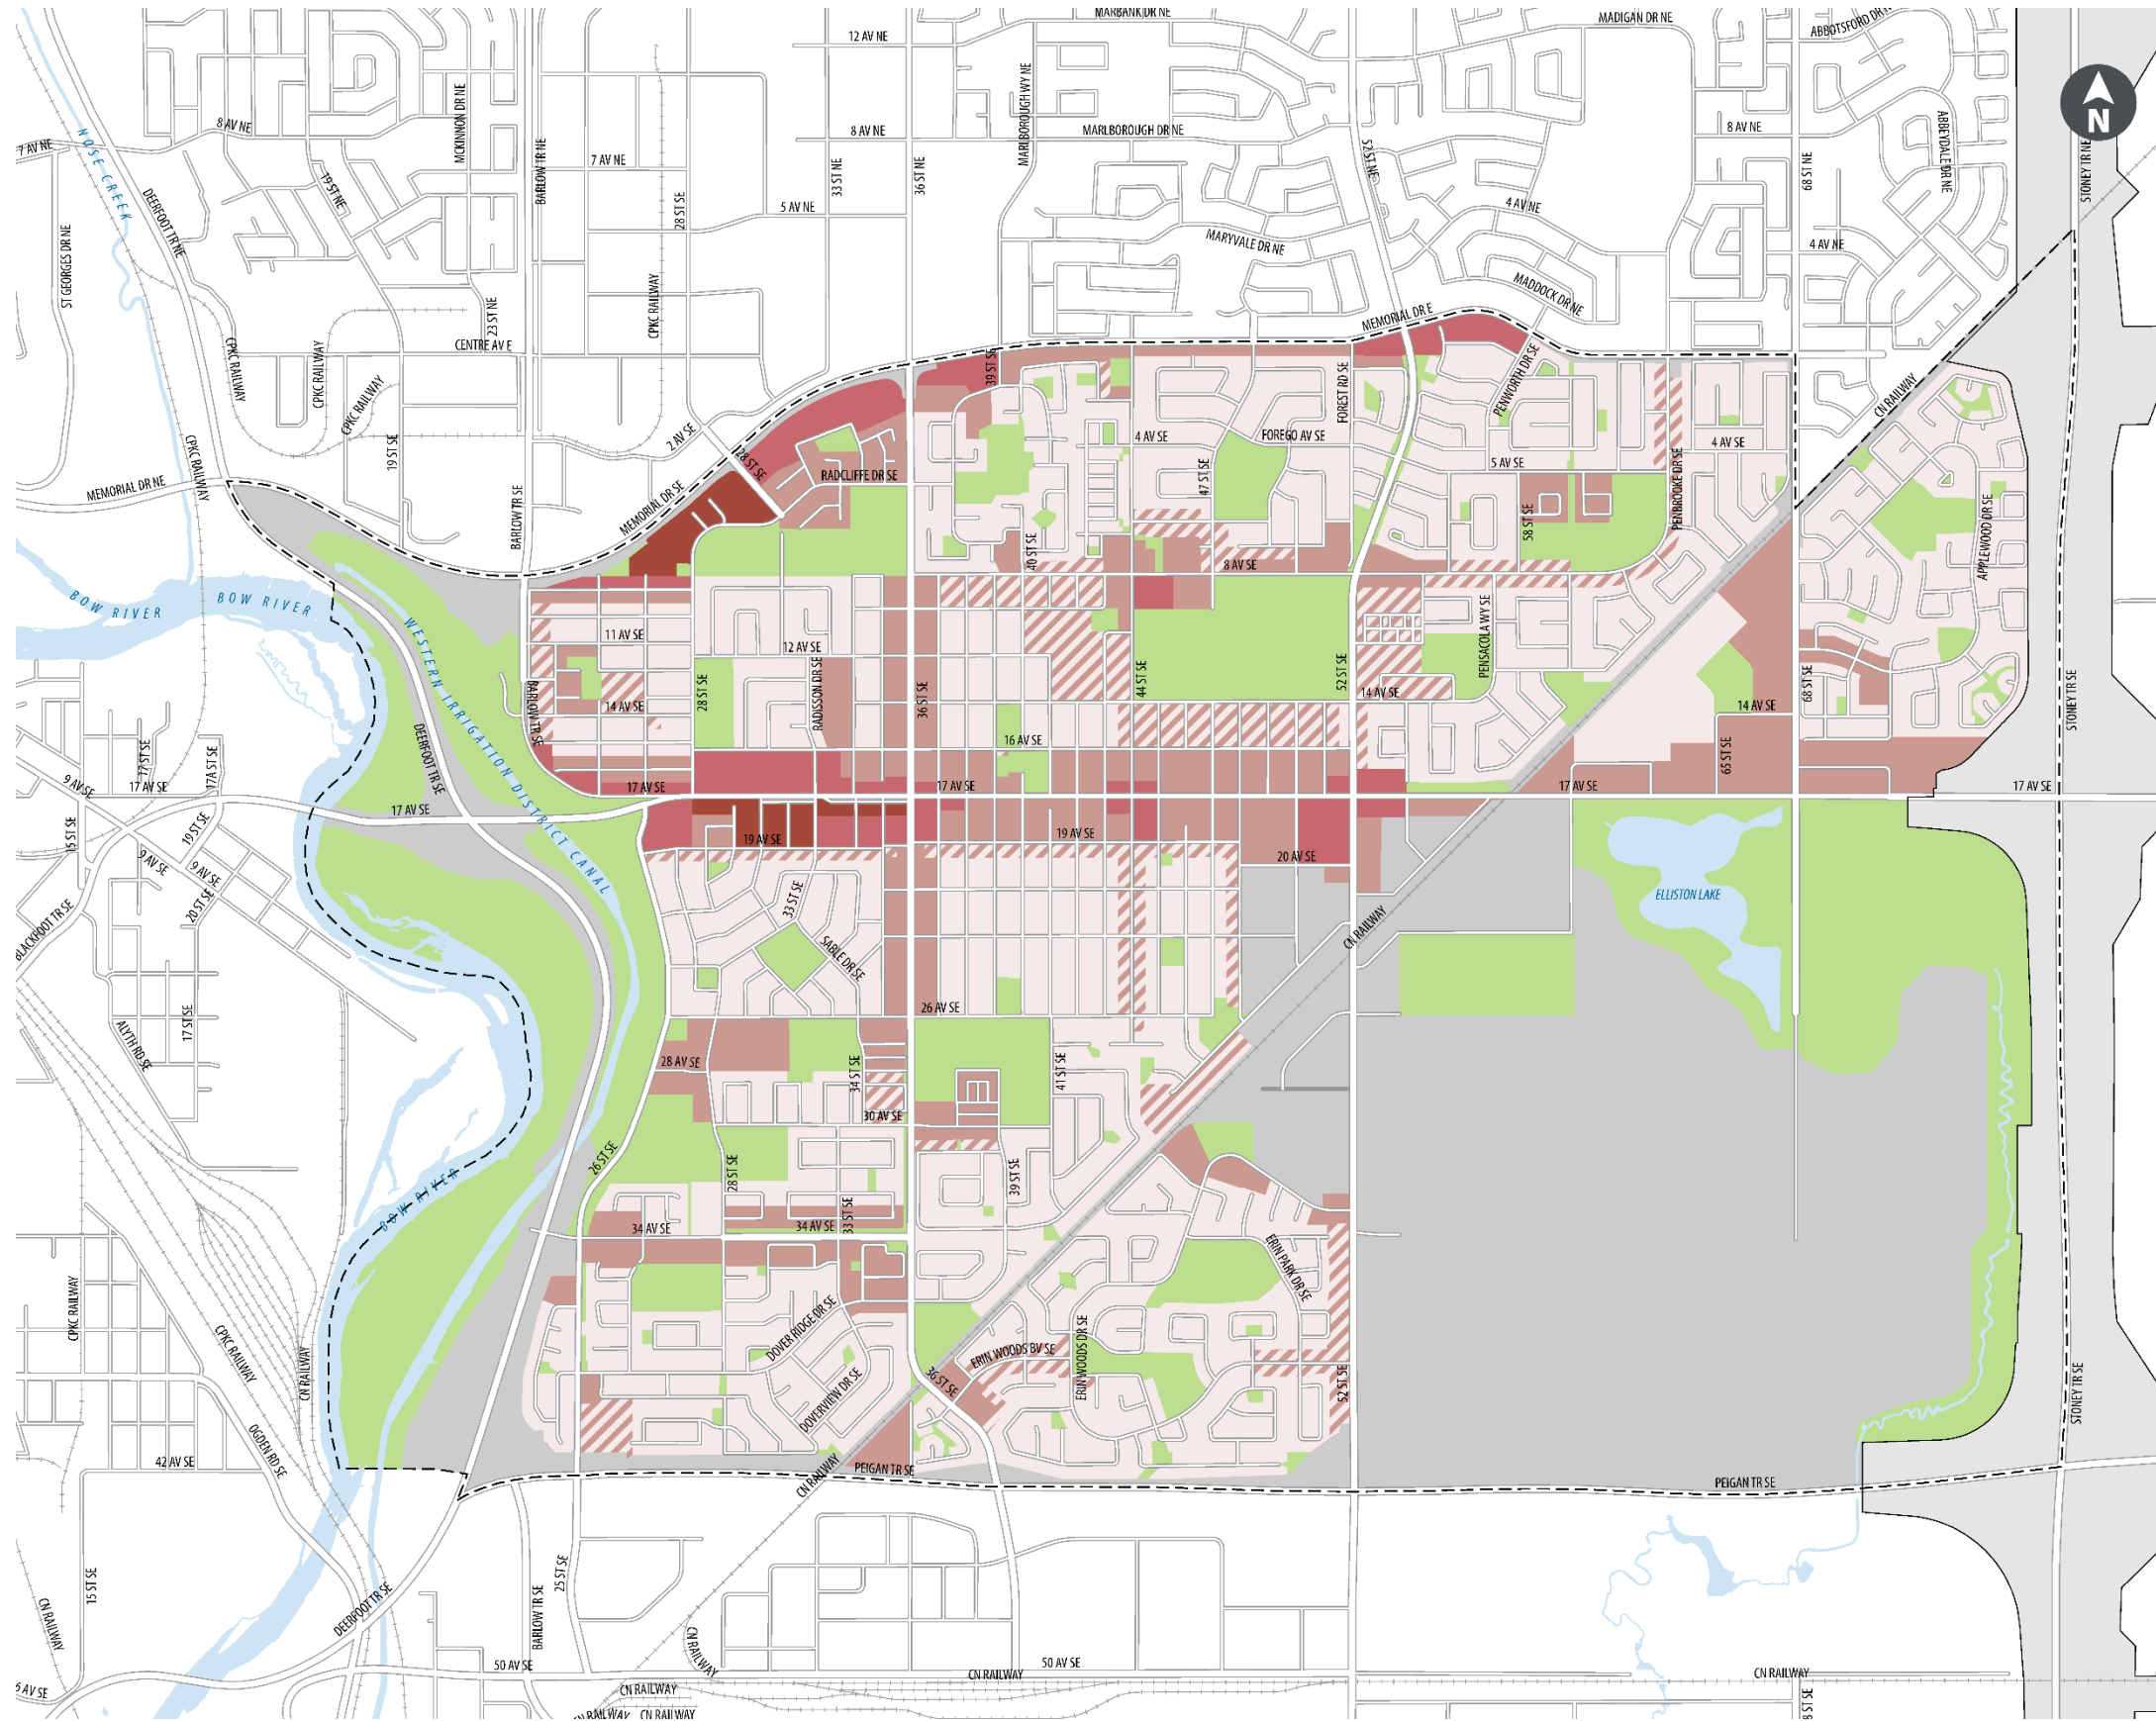 MARBANK DR NE
MADIGAN DR NE
12 AV NE
8 AV NE
7 AV NE
NOSE CREEK
DEERFOOT TR NE
19 ST NE
MCKINNON DR NE
BARLOW TR NE
7 AV NE
28 ST SE
8 AV NE
33 ST NE
36 ST NE
5 AV NE
MARLBOROUGH WY NE
MARLBOROUGH DR NE
MARYVALE DR NE
52 ST NE
4 AV NE
MADDOCK DR NE
8 AV NE
68 ST NE
ABBEYDALE DR NE
4 AV NE
N
STONEY TR NE
ST GEORGES DR NE
CPKC RAILWAY
CPKC RAILWAY
CPKC RAILWAY
23 ST NE
CENTRE AV E
CPKC RAILWAY
19 ST SE
CPKC RAILWAY
MEMORIAL DR NE
BARLOW TR SE
MEMORIAL DR SE
2 AV SE
28 ST SE
RADCLIFFE DR SE
39 ST SE
MEMORIAL DR E
4 AV SE
47 ST SE
FOREGO AV SE
FOREST RD SE
PENWORTH DR SE
5 AV SE
4 AV SE
58 ST SE
PENBROOKE DR SE
CN RAILWAY
APPLEWOOD DR SE
40 ST SE
8 AV SE
BOW RIVER
BOW RIVER
WESTERN IRRIGATION DISTRICT CANAL
11 AV SE
12 AV SE
14 AV SE
BARLOW TR SE
28 ST SE
RADISSON DR SE
36 ST SE
44 ST SE
52 ST SE
14 AV SE
PENSACOLA WY SE
16 AV SE
14 AV SE
65 ST SE
68 ST SE
STONEY TR SE
DEERFOOT TR SE
9 AV SE
17 ST SE
17A ST SE
17 AV SE
17 AV SE
17 AV SE
17 AV SE
17 AV SE
17 AV SE
15 ST SE
19 ST SE
9 AV SE
9 AV SE
20 ST SE
19 AV SE
19 AV SE
20 AV SE
BLACKFOOT TR SE
33 ST SE
SABLE DR SE
CN RAILWAY
ELLISTON LAKE
ALYTH RD SE
17 ST SE
26 AV SE
28 AV SE
34 ST SE
41 ST SE
30 AV SE
26 ST SE
28 ST SE
39 ST SE
BOW RIVER
34 AV SE
34 AV SE
33 ST SE
ERIN PARK DR SE
CPKC RAILWAY
CPKC RAILWAY
CN RAILWAY
DOVER RIDGE DR SE
DOVERVIEW DR SE
ERIN WOODS BV SE
ERIN WOODS DR SE
36 ST SE
52 ST SE
STONEY TR SE
42 AV SE
OGDEN RD SE
CN RAILWAY
PEIGAN TR SE
PEIGAN TR SE
15 ST SE
CN RAILWAY
DEERFOOT TR SE
BARLOW TR SE
25 ST SE
50 AV SE
CN RAILWAY
CN RAILWAY
CN RAILWAY
CN RAILWAY
50 AV SE
CN RAILWAY